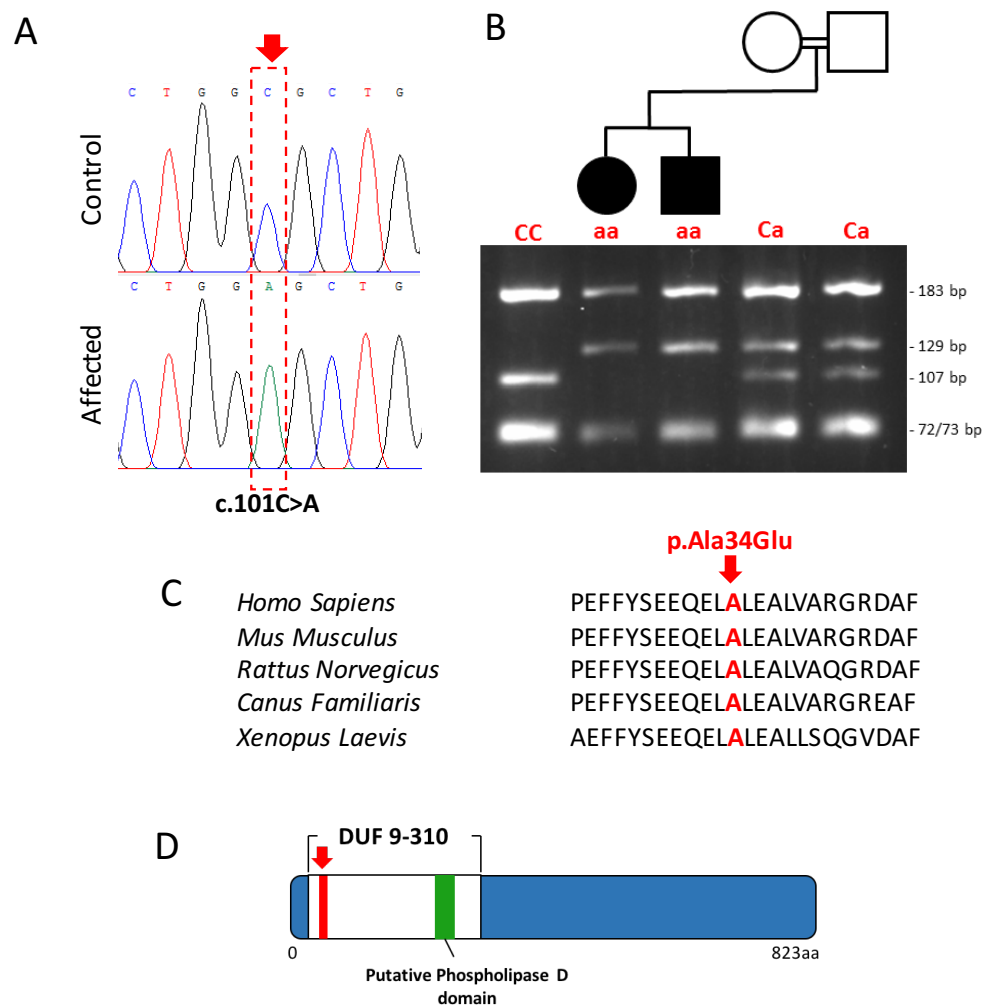 A
C T G G C G C T G
Control
C T G G A G C T G
Affected
c.101C>A
B
CC aa aa Ca Ca
- 183 bp
- 129 bp
- 107 bp
- 72/73 bp
p.Ala34Glu
C
Homo Sapiens PEFFYSEEQELALEALVARGRDAF
Mus Musculus PEFFYSEEQELALEALVARGRDAF
Rattus Norvegicus PEFFYSEEQELALEALVAQGRDAF
Canus Familiaris PEFFYSEEQELALEALVARGREAF
Xenopus Laevis AEFFYSEEQELALEALLSQGVDAF
D
DUF 9-310
0 823aa
Putative Phospholipase D
domain